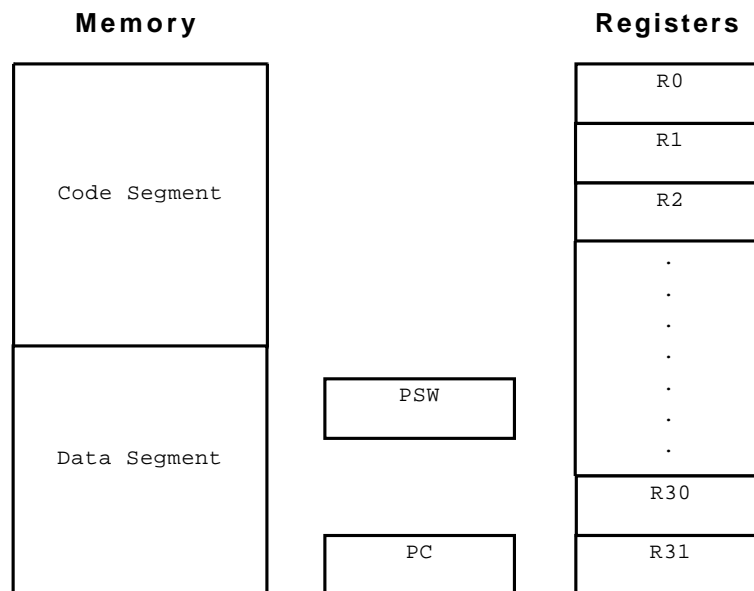 Memory
Registers
Code Segment
Data Segment
PSW
PC
R0
R1
R2
.
.
.
.
.
.
.
R30
R31